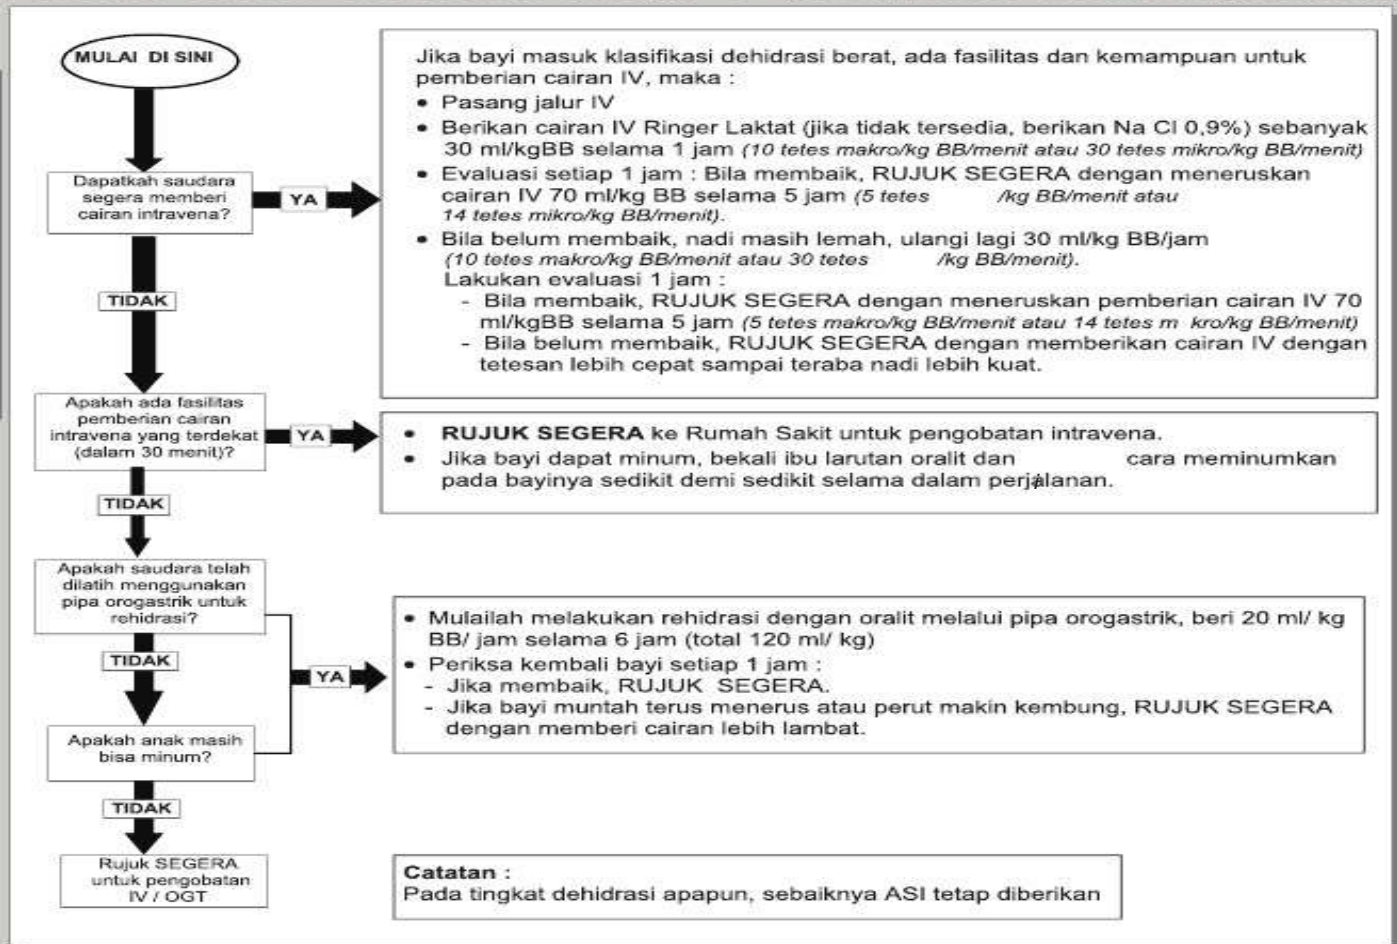 MULAI DI SINI
Dapatkah saudara
segera memberi
cairan intravena?
YA
Jika bayi masuk klasifikasi dehidrasi berat, ada fasilitas dan kemampuan untuk
pemberian cairan IV, maka :
• Pasang jalur IV
• Berikan cairan IV Ringer Laktat (jika tidak tersedia, berikan Na Cl 0,9%) sebanyak
30 ml/kgBB selama 1 jam (10 tetes makro/kg BB/menit atau 30 tetes mikro/kg BB/menit)
• Evaluasi setiap 1 jam : Bila membaik, RUJUK SEGERA dengan meneruskan
cairan IV 70 ml/kg BB selama 5 jam (5 tetes /kg BB/menit atau
14 tetes mikro/kg BB/menit).
• Bila belum membaik, nadi masih lemah, ulangi lagi 30 ml/kg BB/jam
(10 tetes makro/kg BB/menit atau 30 tetes /kg BB/menit).
Lakukan evaluasi 1 jam :
- Bila membaik, RUJUK SEGERA dengan meneruskan pemberian cairan IV 70
ml/kgBB selama 5 jam (5 tetes makro/kg BB/menit atau 14 tetes m kro/kg BB/menit)
- Bila belum membaik, RUJUK SEGERA dengan memberikan cairan IV dengan
tetesan lebih cepat sampai teraba nadi lebih kuat.
TIDAK
Apakah ada fasilitas
pemberian cairan
intravena yang terdekat
(dalam 30 menit)?
YA
• RUJUK SEGERA ke Rumah Sakit untuk pengobatan intravena.
• Jika bayi dapat minum, bekali ibu larutan oralit dan cara meminumkan
pada bayinya sedikit demi sedikit selama dalam perjalanan.
TIDAK
Apakah saudara telah
dilatih menggunakan
pipa orogastrik untuk
rehidrasi?
TIDAK
YA
• Mulailah melakukan rehidrasi dengan oralit melalui pipa orogastrik, beri 20 ml/ kg
BB/ jam selama 6 jam (total 120 ml/ kg)
• Periksa kembali bayi setiap 1 jam :
- Jika membaik, RUJUK SEGERA.
- Jika bayi muntah terus menerus atau perut makin kembung, RUJUK SEGERA
dengan memberi cairan lebih lambat.
Apakah anak masih
bisa minum?
TIDAK
Rujuk SEGERA
untuk pengobatan
IV / OGT
Catatan :
Pada tingkat dehidrasi apapun, sebaiknya ASI tetap diberikan